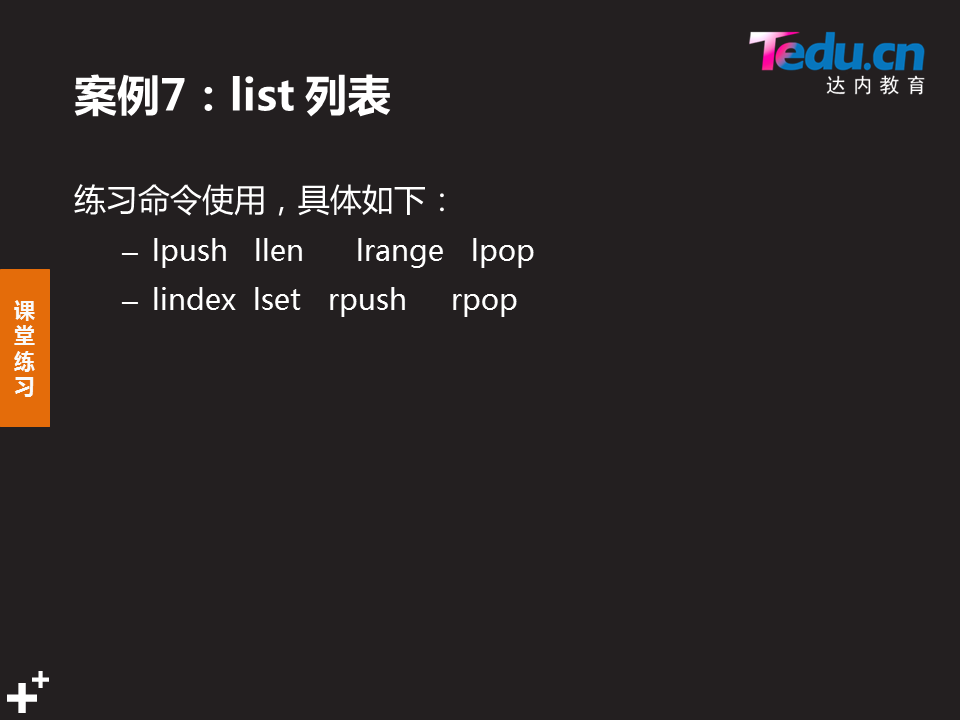 Tedu.cn
达内教育
案例7：list 列表
练习命令使用，具体如下：
– lpush llen lrange lpop
– lindex lset rpush rpop
课堂练习